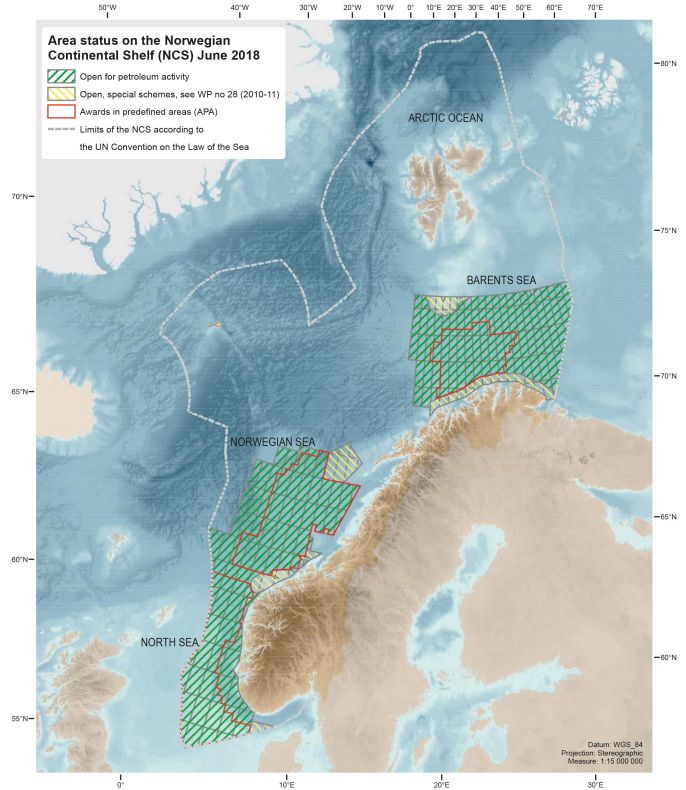 50°W 40°W 30°W 20°W 10°W 0° 10°E 20°E 30°E 40°E 50°E 60°E 70°E
Area status on the Norwegian
Continental Shelf (NCS) June 2018
Open for petroleum activity
Open, special schemes, see WP no 28 (2010-11)
Awards in predefined areas (APA)
Limits of the NCS according to
the UN Convention on the Law of the Sea
80°N
ARCTIC OCEAN
70°N
75°N
BARENTS SEA
70°N
65°N
NORWEGIAN SEA
65°N
60°N
NORTH SEA
60°N
55°N
Datum: WGS_84
Projection: Stereographic
Measure: 1:15 000 000
0° 10°E 20°E 30°E